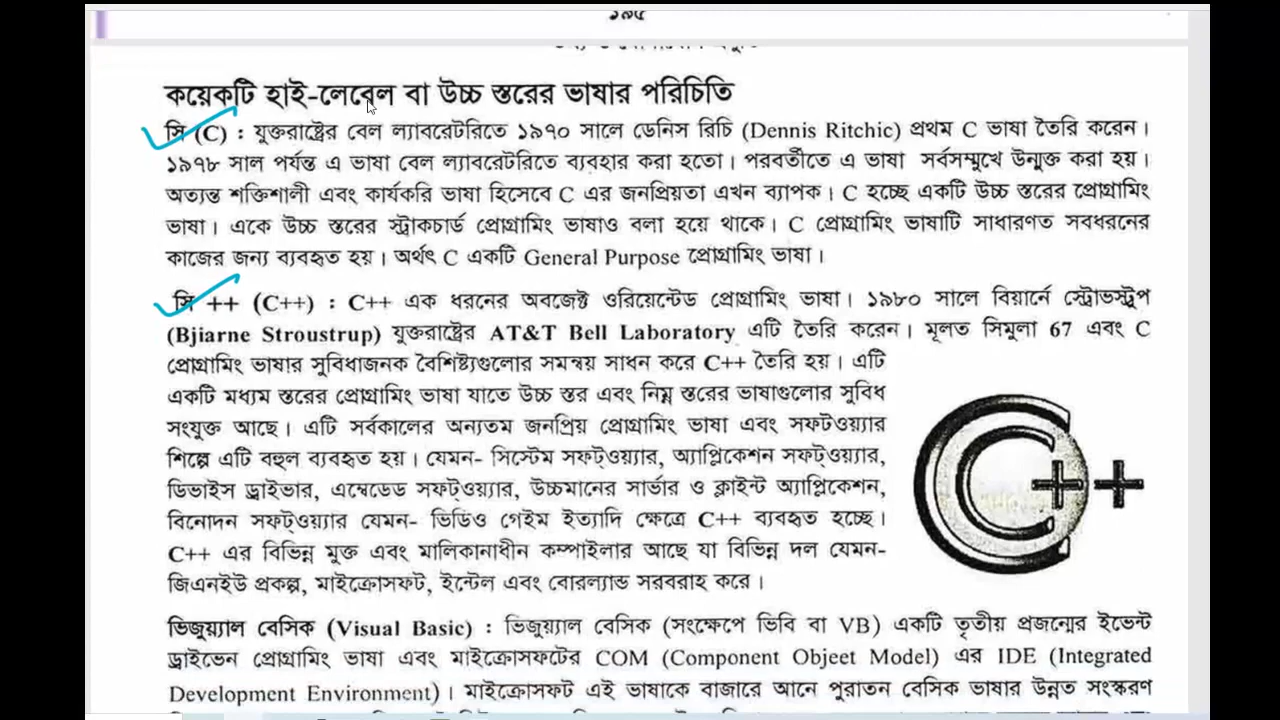 ১৯৫
কয়েকটি হাই-লেবেল বা উচ্চ স্তরের ভাষার পরিচিতি
সি (C) : যুক্তরাষ্ট্রের বেল ল্যাবরেটরিতে ১৯৭০ সালে ডেনিস রিচি (Dennis Ritchie) প্রথম C ভাষা তৈরি করেন।
১৯৭৮ সাল পর্যন্ত এ ভাষা বেল ল্যাবরেটরিতে ব্যবহার করা হতো। পরবর্তীতে এ ভাষা সর্বসম্মুখে উন্মুক্ত করা হয়।
অত্যন্ত শক্তিশালী এবং কার্যকরি ভাষা হিসেবে C এর জনপ্রিয়তা এখন ব্যাপক। C হচ্ছে একটি উচ্চ স্তরের প্রোগ্রামিং
ভাষা। একে উচ্চ স্তরের স্ট্রাকচার্ড প্রোগ্রামিং ভাষাও বলা হয়ে থাকে। C প্রোগ্রামিং ভাষাটি সাধারণত সবধরনের
কাজের জন্য ব্যবহৃত হয়। অর্থৎ C একটি General Purpose প্রোগ্রামিং ভাষা।
সি ++ (C++) : C++ এক ধরনের অবজেক্ট ওরিয়েন্টেড প্রোগ্রামিং ভাষা। ১৯৮০ সালে বিয়ার্নে স্ট্রোভস্ট্রুপ
(Bjiarne Stroustrup) যুক্তরাষ্ট্রের AT&T Bell Laboratory এটি তৈরি করেন। মূলত সিমুলা 67 এবং C
প্রোগ্রামিং ভাষার সুবিধাজনক বৈশিষ্ট্যগুলোর সমন্বয় সাধন করে C++ তৈরি হয়। এটি
একটি মধ্যম স্তরের প্রোগ্রামিং ভাষা যাতে উচ্চ স্তর এবং নিম্ন স্তরের ভাষাগুলোর সুবিধ
সংযুক্ত আছে। এটি সর্বকালের অন্যতম জনপ্রিয় প্রোগ্রামিং ভাষা এবং সফটওয়্যার
শিল্পে এটি বহুল ব্যবহৃত হয়। যেমন- সিস্টেম সফট্ওয়্যার, অ্যাপ্লিকেশন সফট্ওয়্যার,
ডিভাইস ড্রাইভার, এম্বেডেড সফট্ওয়্যার, উচ্চমানের সার্ভার ও ক্লাইন্ট অ্যাপ্লিকেশন,
বিনোদন সফট্ওয়্যার যেমন- ভিডিও গেইম ইত্যাদি ক্ষেত্রে C++ ব্যবহৃত হচ্ছে।
C++ এর বিভিন্ন মুক্ত এবং মালিকানাধীন কম্পাইলার আছে যা বিভিন্ন দল যেমন-
জিএনইউ প্রকল্প, মাইক্রোসফট, ইন্টেল এবং বোরল্যান্ড সরবরাহ করে।
C++
ভিজুয়্যাল বেসিক (Visual Basic) : ভিজুয়্যাল বেসিক (সংক্ষেপে ভিবি বা VB) একটি তৃতীয় প্রজন্মের ইভেন্ট
ড্রাইভেন প্রোগ্রামিং ভাষা এবং মাইক্রোসফটের COM (Component Objeet Model) এর IDE (Integrated
Development Environment)। মাইক্রোসফট এই ভাষাকে বাজারে আনে পুরাতন বেসিক ভাষার উন্নত সংস্করণ